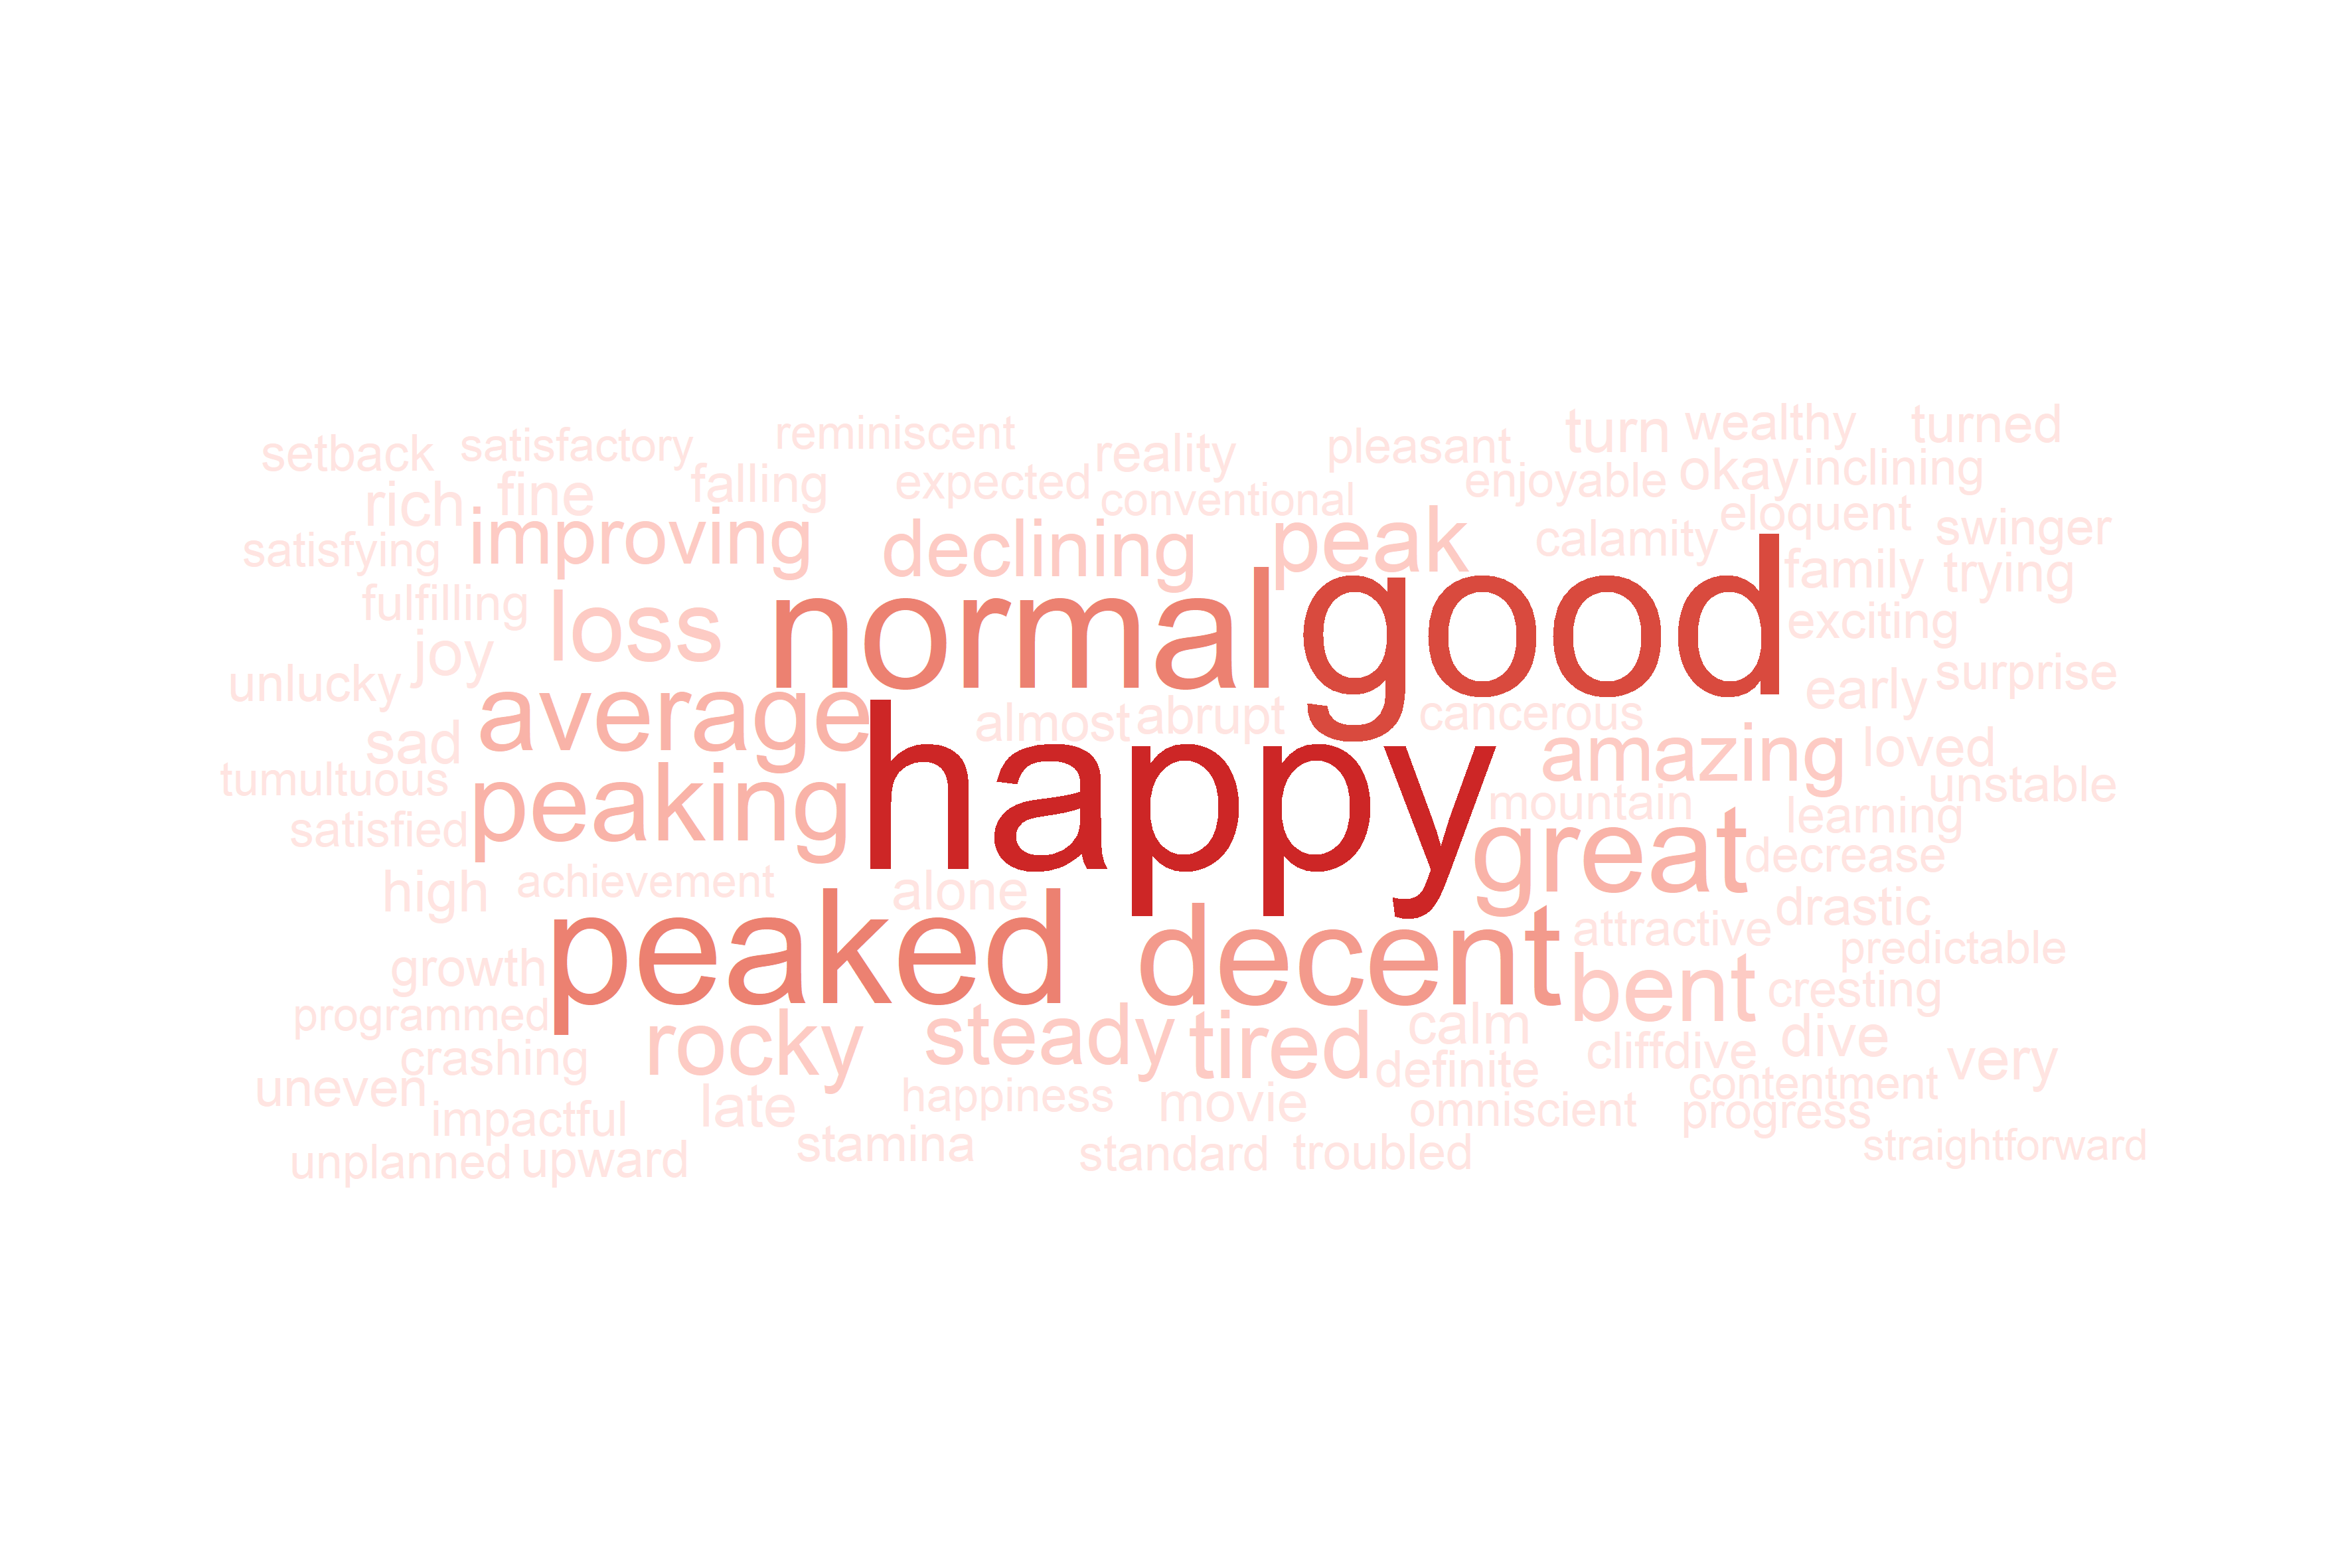 reminiscent
setback satisfactory reality pleasant turn wealthy turned
rich fine falling expected conventional enjoyable okay inclining
satisfying improving declining peak calamity eloquent swinger
fulfilling loss normal good family trying
joy exciting
unlucky average almost abrupt cancerous early surprise
sad happy amazing loved
tumultuous peaking mountain unstable
satisfied great learning
high achievement alone decrease
peaked decent attractive drastic
growth bent predictable
programmed rocky steady tired calm cresting
crashing definite cliffdive dive very
uneven late happiness movie contentment
impactful omniscient progress
unplanned upward stamina standard troubled straightforward